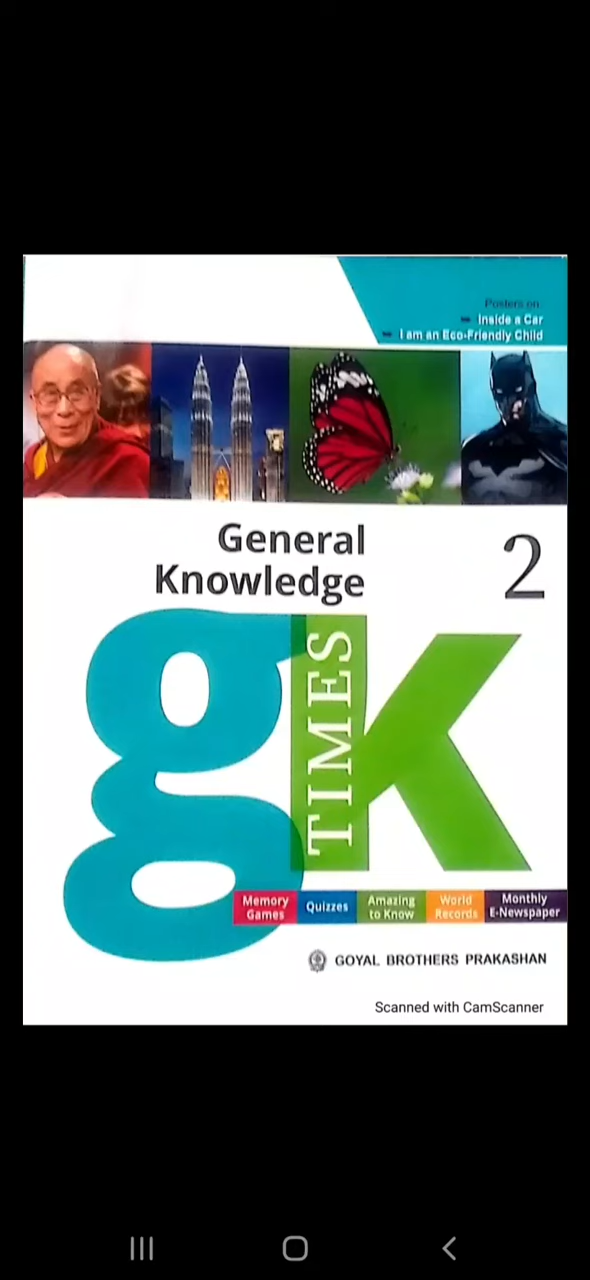 Posters on:
Inside a Car
I am an Eco-Friendly Child
General
Knowledge
2
gk
TIMES
Memory
Games
Quizzes
Amazing
to Know
World
Records
Monthly
E-Newspaper
GOYAL BROTHERS PRAKASHAN
Scanned with CamScanner